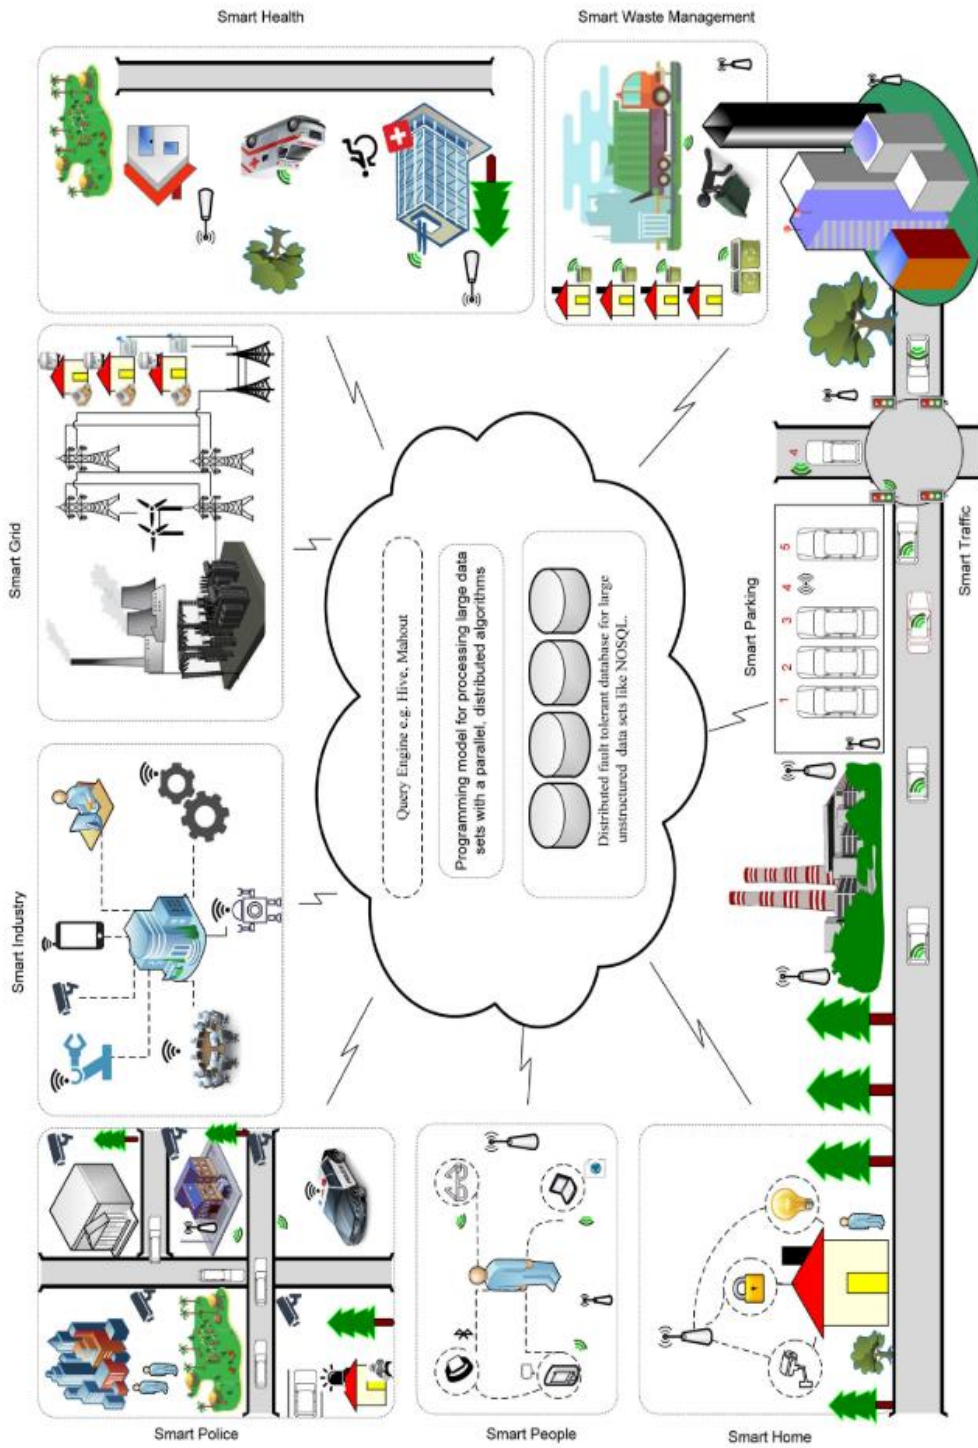 Smart Health
Smart Waste Management
Smart Grid
Smart Industry
Query Engine e.g. Hive, Mahout
Programming model for processing large data
sets with a parallel, distributed algorithms
Distributed fault tolerant database for large
unstructured data sets like NOSQL.
Smart Parking
1
2
3
4
5
4
Smart Traffic
Smart Police
Smart People
Smart Home